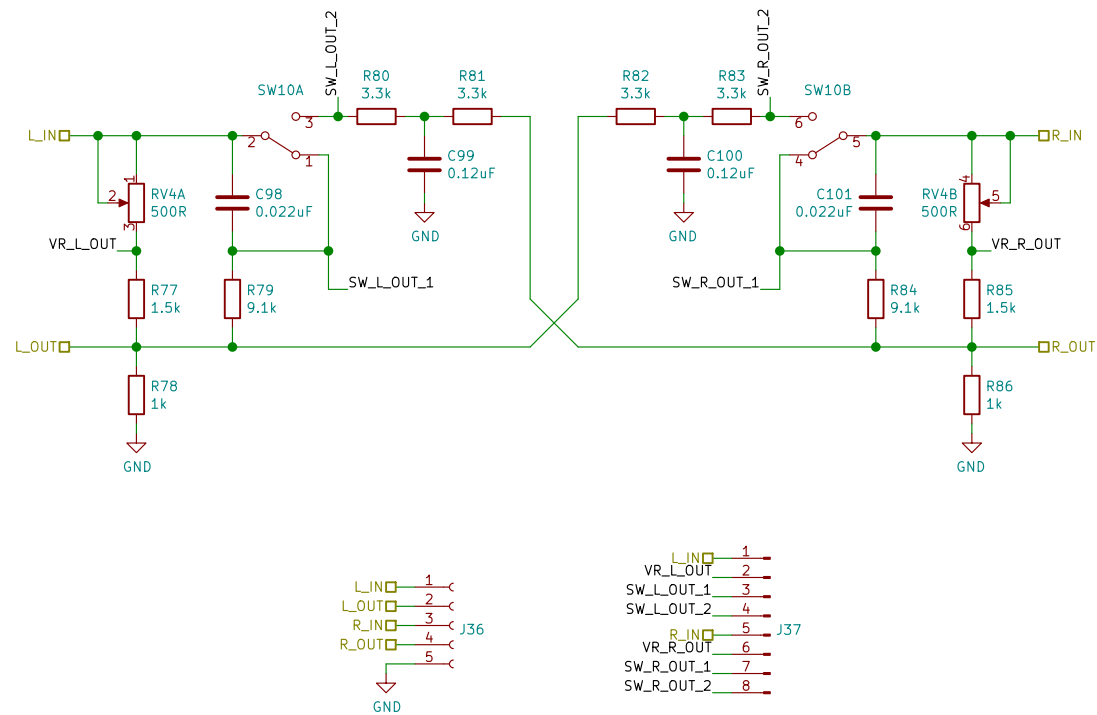 SW_L_OUT_2
SW_R_OUT_2
R80
3.3k
R81
3.3k
R82
3.3k
R83
3.3k
SW10A
SW10B
3
6
L_IN
2
1
5
4
R_IN
C99
0.12uF
C100
0.12uF
1
2
3
RV4A
500R
C98
0.022uF
C101
0.022uF
RV4B
500R
4
5
6
GND
GND
VR_L_OUT
VR_R_OUT
SW_L_OUT_1
SW_R_OUT_1
R77
1.5k
R79
9.1k
R84
9.1k
R85
1.5k
L_OUT
R_OUT
R78
1k
R86
1k
GND
GND
L_IN 1
L_OUT 2
R_IN 3
R_OUT 4
5
J36
GND
L_IN 1
VR_L_OUT 2
SW_L_OUT_1 3
SW_L_OUT_2 4
R_IN 5
J37
VR_R_OUT 6
SW_R_OUT_1 7
SW_R_OUT_2 8